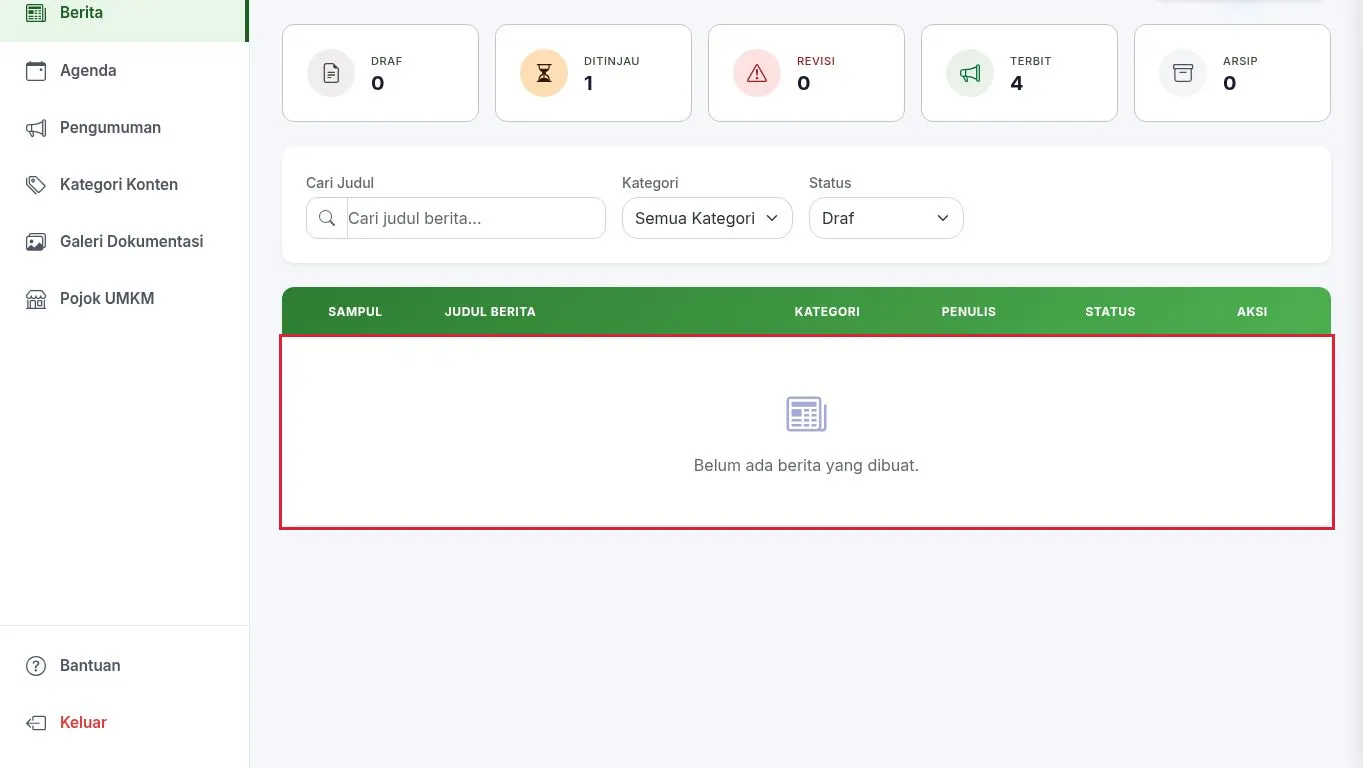 Berita
Agenda
Pengumuman
Kategori Konten
Galeri Dokumentasi
Pojok UMKM
Bantuan
Keluar
DRAF
0
DITINJAU
1
REVISI
0
TERBIT
4
ARSIP
0
Cari Judul
Cari judul berita...
Kategori
Semua Kategori
Status
Draf
SAMPUL JUDUL BERITA KATEGORI PENULIS STATUS AKSI
Belum ada berita yang dibuat.